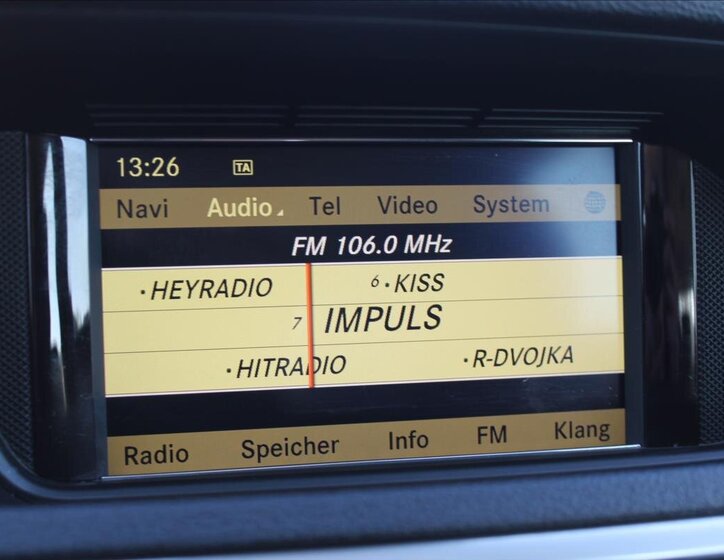 13:26 TA
Navi Audio Tel Video System
FM 106.0 MHz
•HEYRADIO 6•KISS
7 IMPULS
•HITRADIO •R-DVOJKA
Radio Speicher Info FM Klang